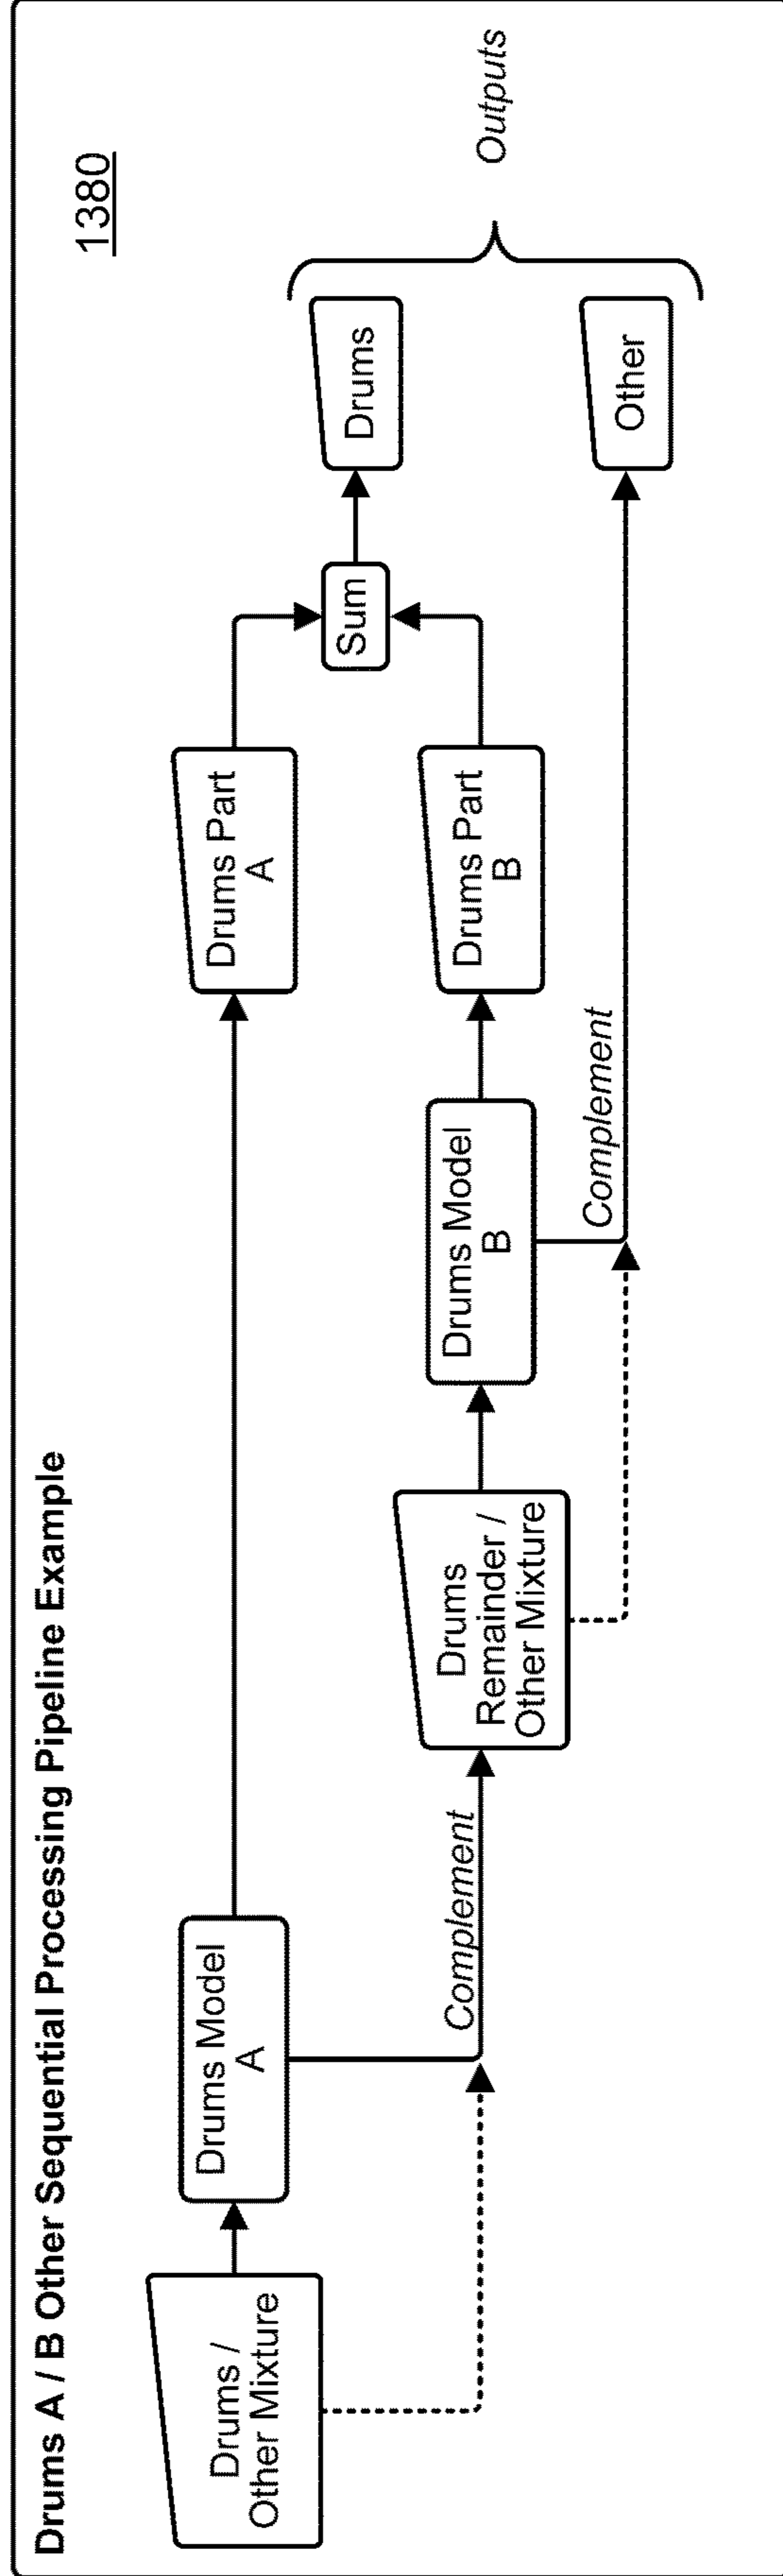 Drums A / B Other Sequential Processing Pipeline Example
1380
Drums /
Other Mixture
Drums Model
A
Complement
Drums
Remainder /
Other Mixture
Drums Model
B
Complement
Drums Part
A
Drums Part
B
Sum
Drums
Other
Outputs